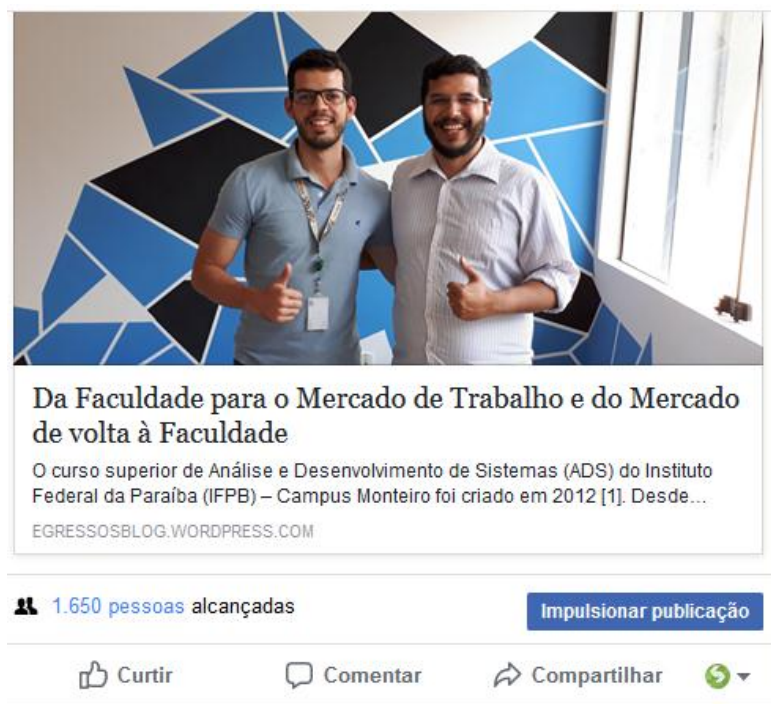 Da Faculdade para o Mercado de Trabalho e do Mercado
de volta à Faculdade
O curso superior de Análise e Desenvolvimento de Sistemas (ADS) do Instituto
Federal da Paraíba (IFPB) – Campus Monteiro foi criado em 2012 [1]. Desde...
EGRESSOSBLOG.WORDPRESS.COM
1.650 pessoas alcançadas
Impulsionar publicação
Curtir
Comentar
Compartilhar